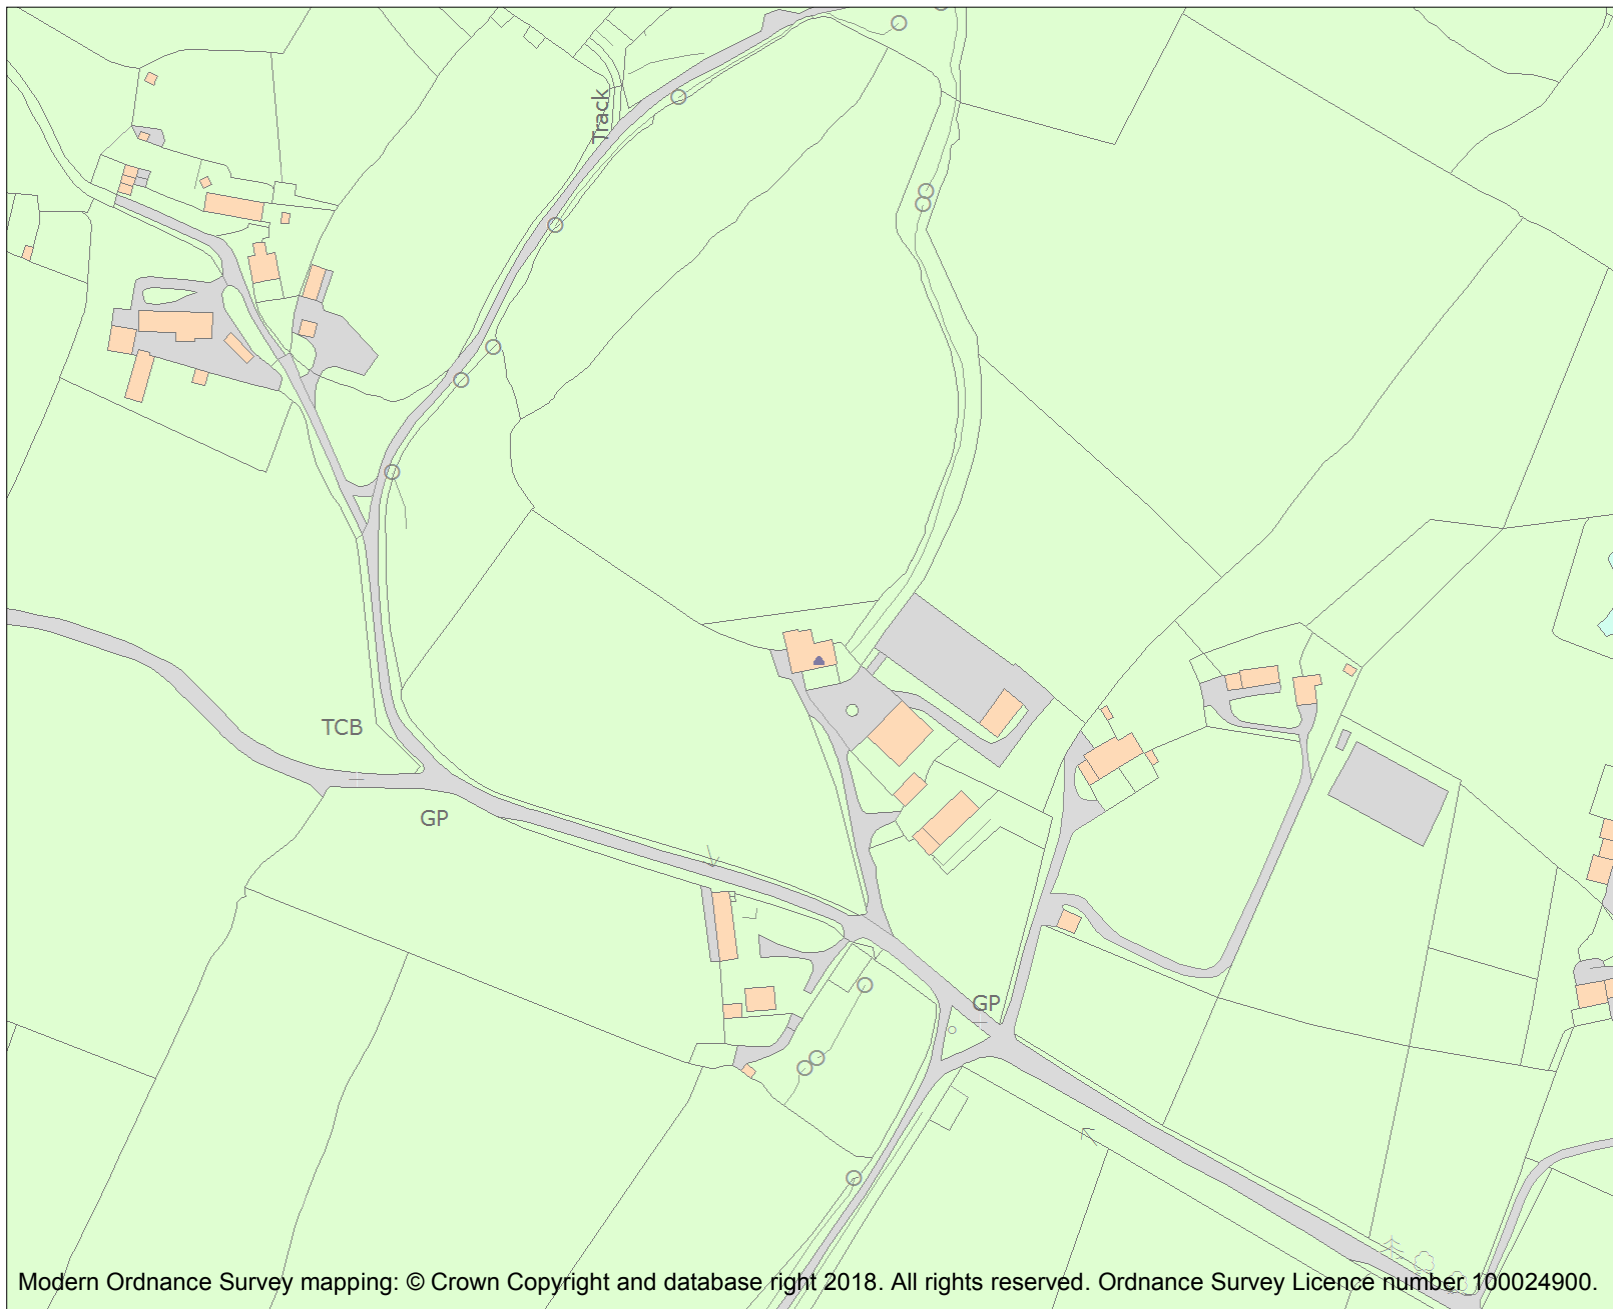 Track
TCB
GP
GP
Modern Ordnance Survey mapping: © Crown Copyright and database right 2018. All rights reserved. Ordnance Survey Licence number 100024900.